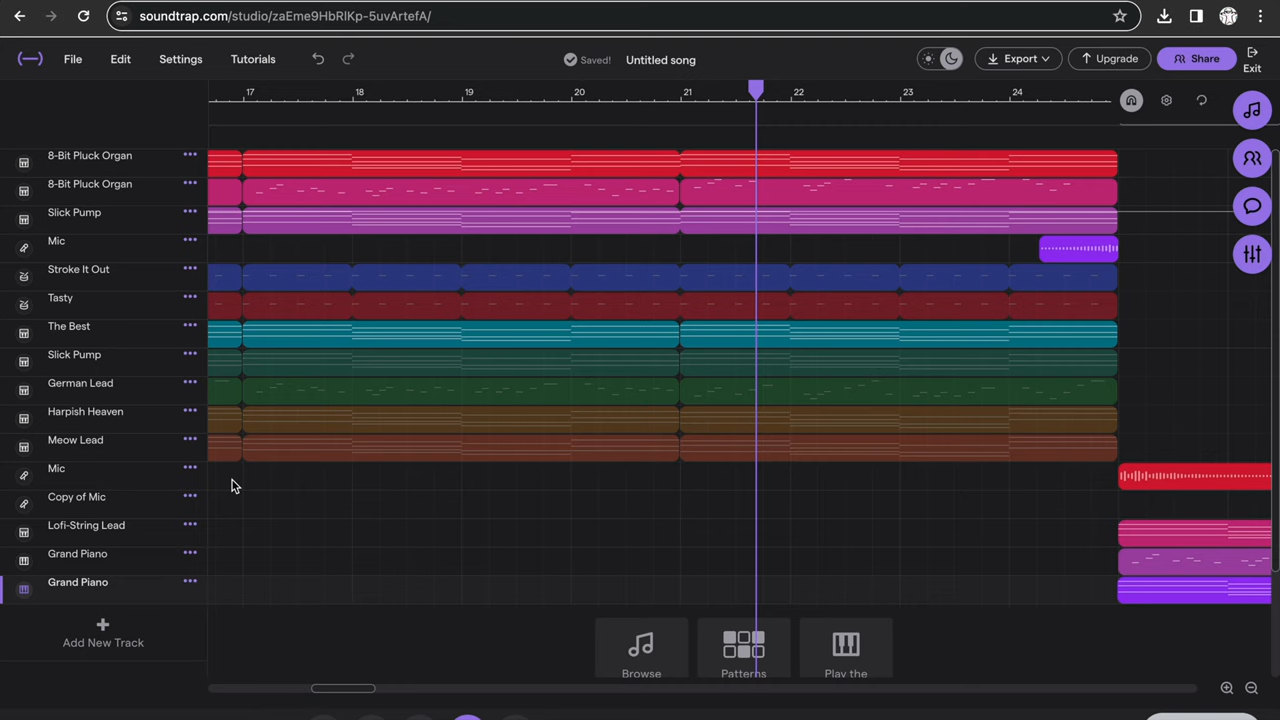 soundtrap.com/studio/zaEme9HbRlKp-5uvArtefA/
File Edit Settings Tutorials Saved! Untitled song Export Upgrade Share Exit
17 18 19 20 21 22 23 24
8-Bit Pluck Organ
8-Bit Pluck Organ
Slick Pump
Mic
Stroke It Out
Tasty
The Best
Slick Pump
German Lead
Harpish Heaven
Meow Lead
Mic
Copy of Mic
Lofi-String Lead
Grand Piano
Grand Piano
Add New Track
Browse Patterns Play the